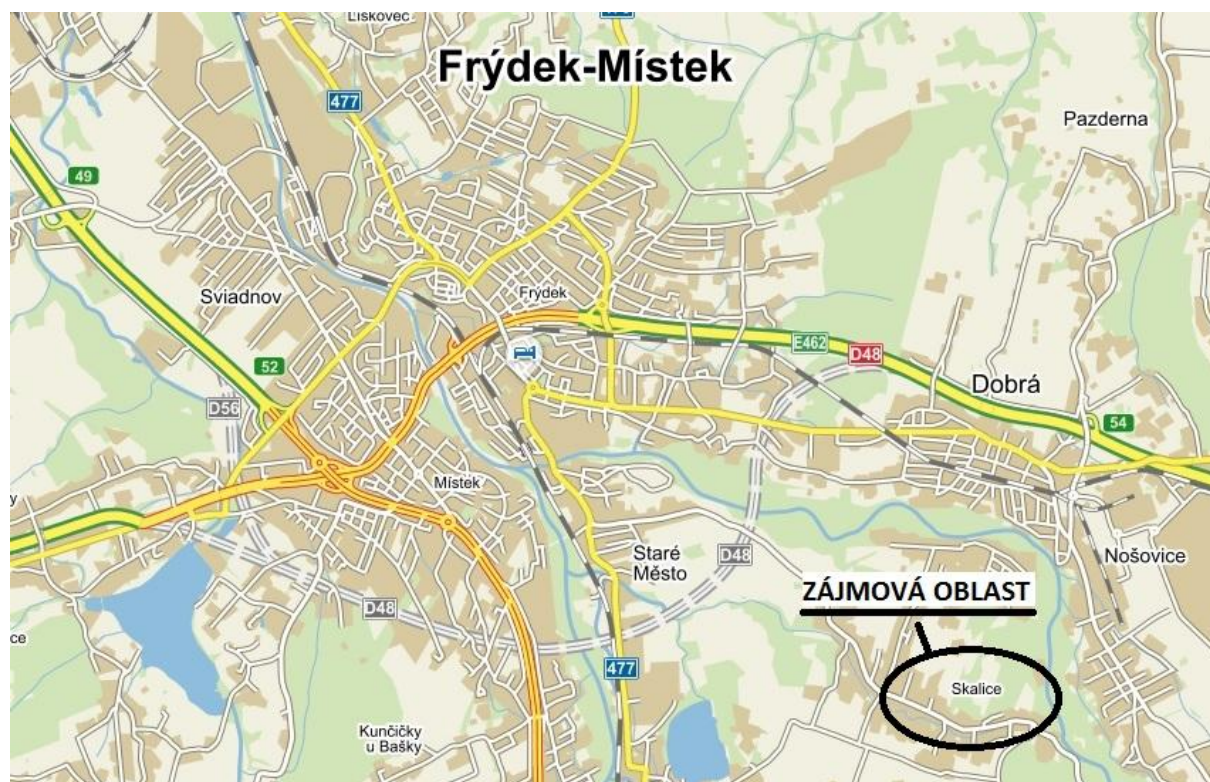 Lískovec
Frýdek-Místek
477
Pazderna
49
Sviadnov
Frýdek
E462
D48
52
Dobrá
D56
54
Místek
Staré
Město
D48
Nošovice
ZÁJMOVÁ OBLAST
D48
ce
477
Skalice
Kunčičky
u Bašky